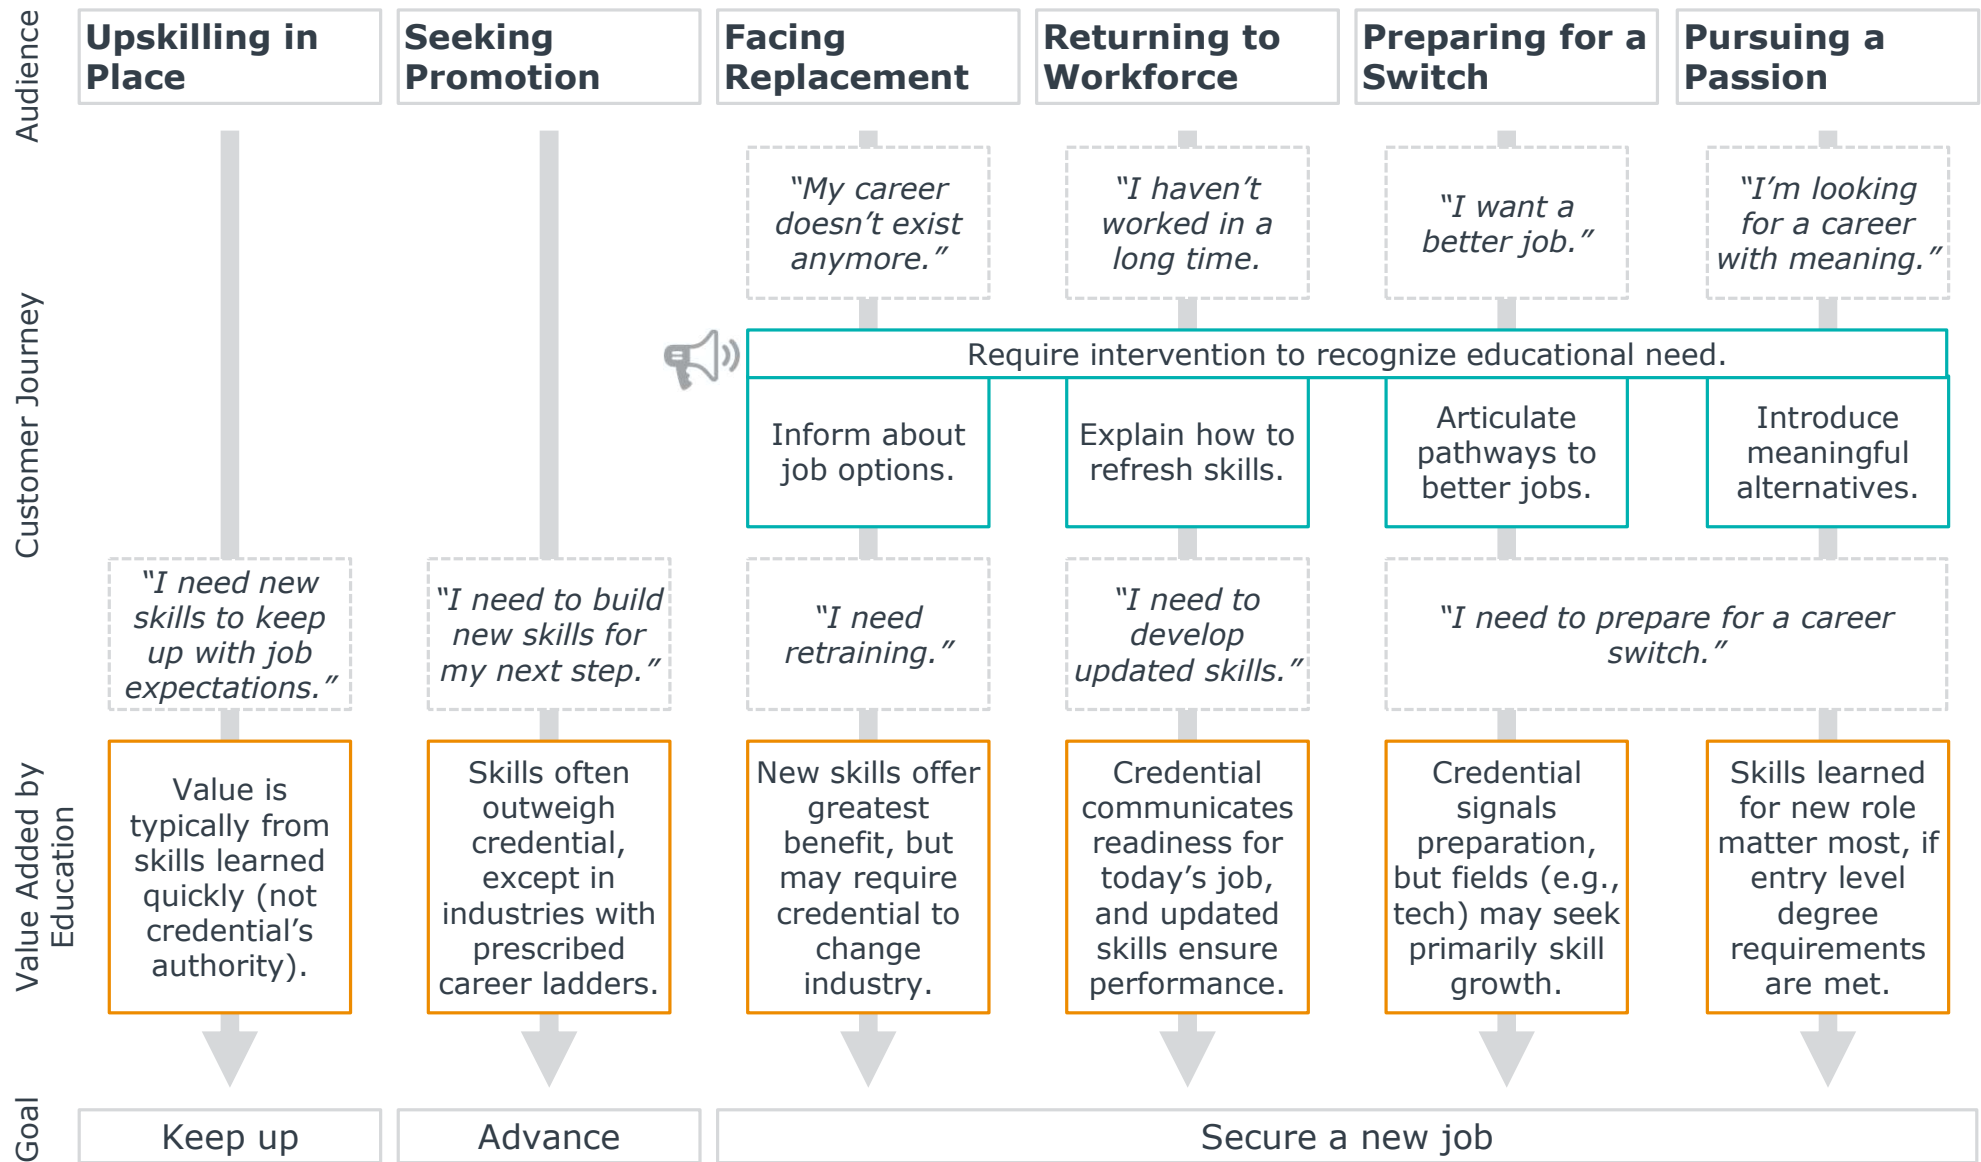 Audience
Upskilling in
Place
Seeking
Promotion
Facing
Replacement
Returning to
Workforce
Preparing for a
Switch
Pursuing a
Passion
Customer Journey
“My career
doesn’t exist
anymore.”
“I haven’t
worked in a
long time.
“I want a
better job.”
“I’m looking
for a career
with meaning.”
Require intervention to recognize educational need.
Inform about
job options.
Explain how to
refresh skills.
Articulate
pathways to
better jobs.
Introduce
meaningful
alternatives.
“I need new
skills to keep
up with job
expectations.”
“I need to build
new skills for
my next step.”
“I need
retraining.”
“I need to
develop
updated skills.”
“I need to prepare for a career
switch.”
Value Added by
Education
Value is
typically from
skills learned
quickly (not
credential’s
authority).
Skills often
outweigh
credential,
except in
industries with
prescribed
career ladders.
New skills offer
greatest
benefit, but
may require
credential to
change
industry.
Credential
communicates
readiness for
today’s job,
and updated
skills ensure
performance.
Credential
signals
preparation,
but fields (e.g.,
tech) may seek
primarily skill
growth.
Skills learned
for new role
matter most, if
entry level
degree
requirements
are met.
Goal
Keep up
Advance
Secure a new job